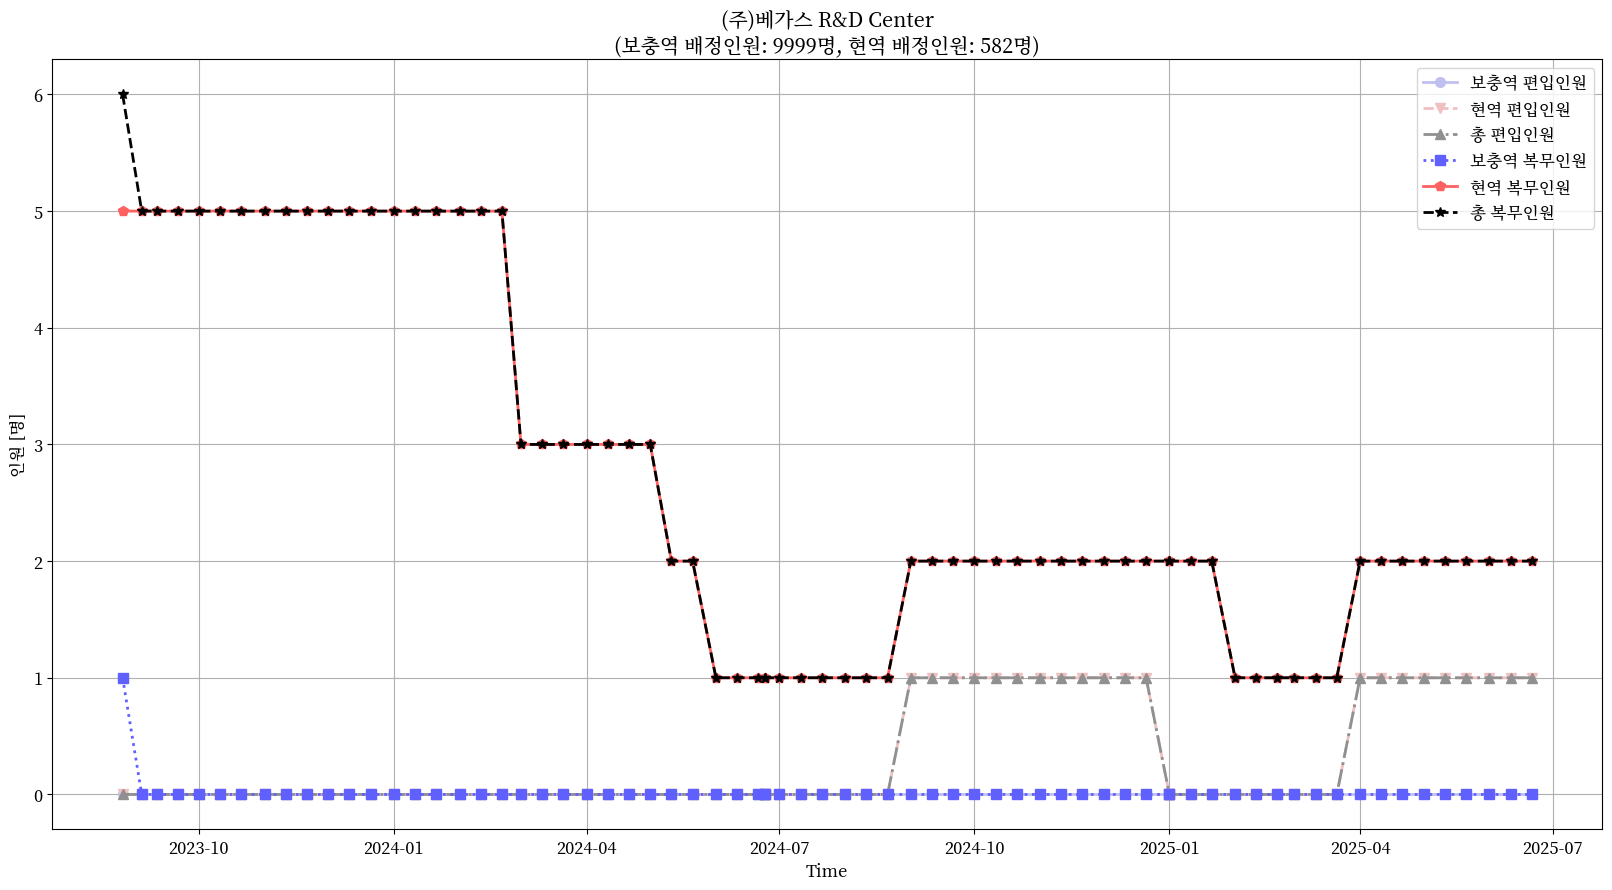 (주)베가스 R&D Center
(보충역 배정인원: 9999명, 현역 배정인원: 582명)
보충역 편입인원
현역 편입인원
총 편입인원
보충역 복무인원
현역 복무인원
총 복무인원
인원 [명]
6
5
4
3
2
1
0
2023-10
2024-01
2024-04
2024-07
2024-10
2025-01
2025-04
2025-07
Time